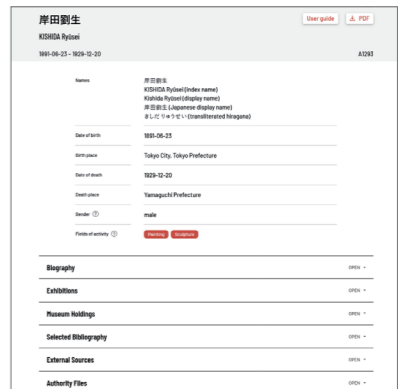 岸田劉生
User guide
PDF
KISHIDA Ryūsei
1891-06-23 – 1929-12-20
A1293
Names
岸田劉生
KISHIDA Ryūsei (index name)
Kishida Ryūsei (display name)
岸田劉生 (Japanese display name)
きしだ りゅうせい (transliterated hiragana)
Date of birth
1891-06-23
Birth place
Tokyo City, Tokyo Prefecture
Date of death
1929-12-20
Death place
Yamaguchi Prefecture
Gender ?
male
Fields of activity ?
Painting
Sculpture
Biography
OPEN
Exhibitions
OPEN
Museum Holdings
OPEN
Selected Bibliography
OPEN
External Sources
OPEN
Authority Files
OPEN